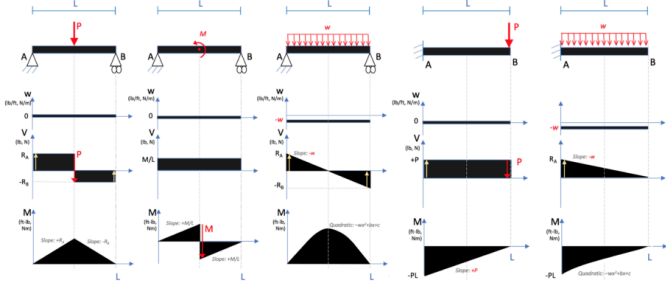 L L L L L
P M w P w
A B A B A B A B A B
w w w w w
(lb/ft, N/m) (lb/ft, N/m) (lb/ft, N/m) (lb/ft, N/m) (lb/ft, N/m)
0 0 -w 0 -w
V V V V V
(lb, N) (lb, N) (lb, N) (lb, N) (lb, N)
RA P M/L RA Slope: -w +P P RA Slope: -w
-RB -RB
M M M M M
(ft-lb, Nm) (ft-lb, Nm) (ft-lb, Nm) (ft-lb, Nm) (ft-lb, Nm)
Slope: +RA Slope: -RA Slope: +M/L M Slope: +M/L Quadratic: -wx²+bx+c
-PL Slope: +P -PL Quadratic: -wx²+bx+c
L L L L L